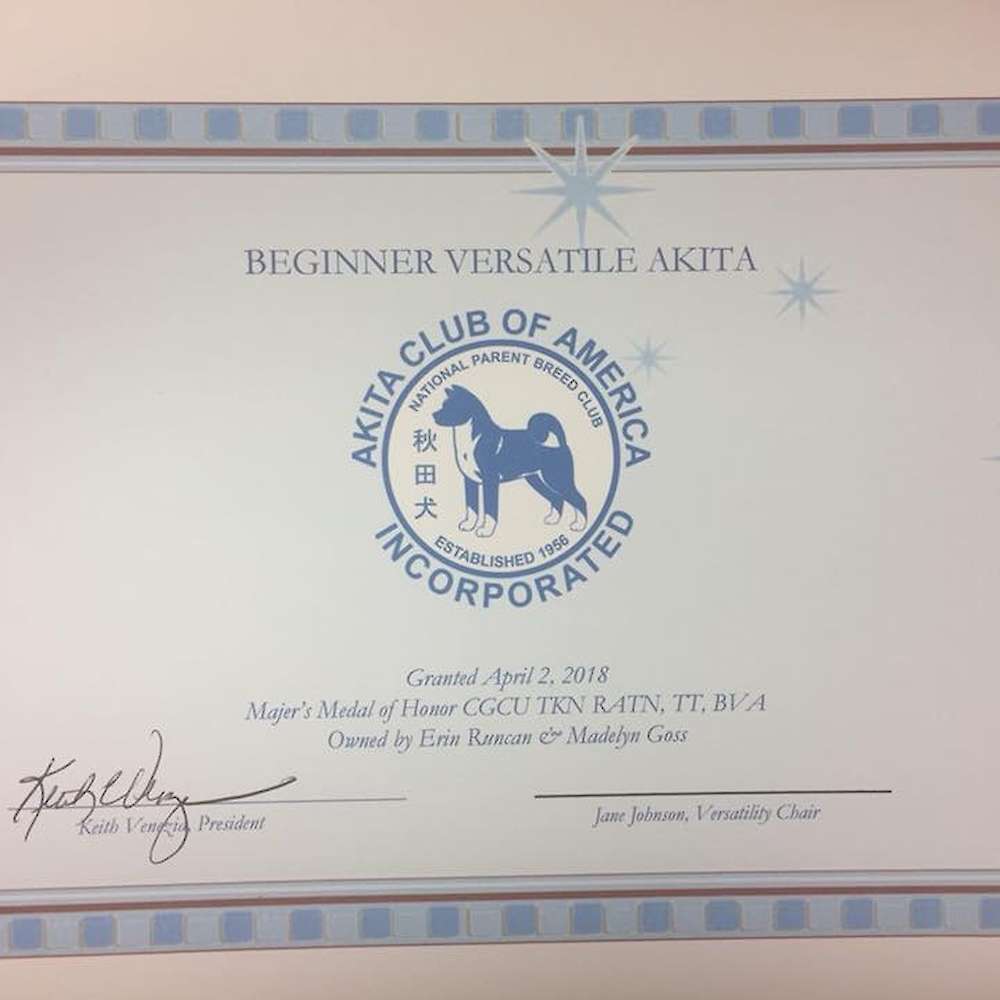 BEGINNER VERSATILE AKITA
AKITA CLUB OF AMERICA
NATIONAL PARENT BREED CLUB
秋田犬
ESTABLISHED 1956
INCORPORATED
Granted April 2, 2018
Majer's Medal of Honor CGCU TKN RATN, TT, BVA
Owned by Erin Runcan & Madelyn Goss
Keith Venezia, President
Jane Johnson, Versatility Chair